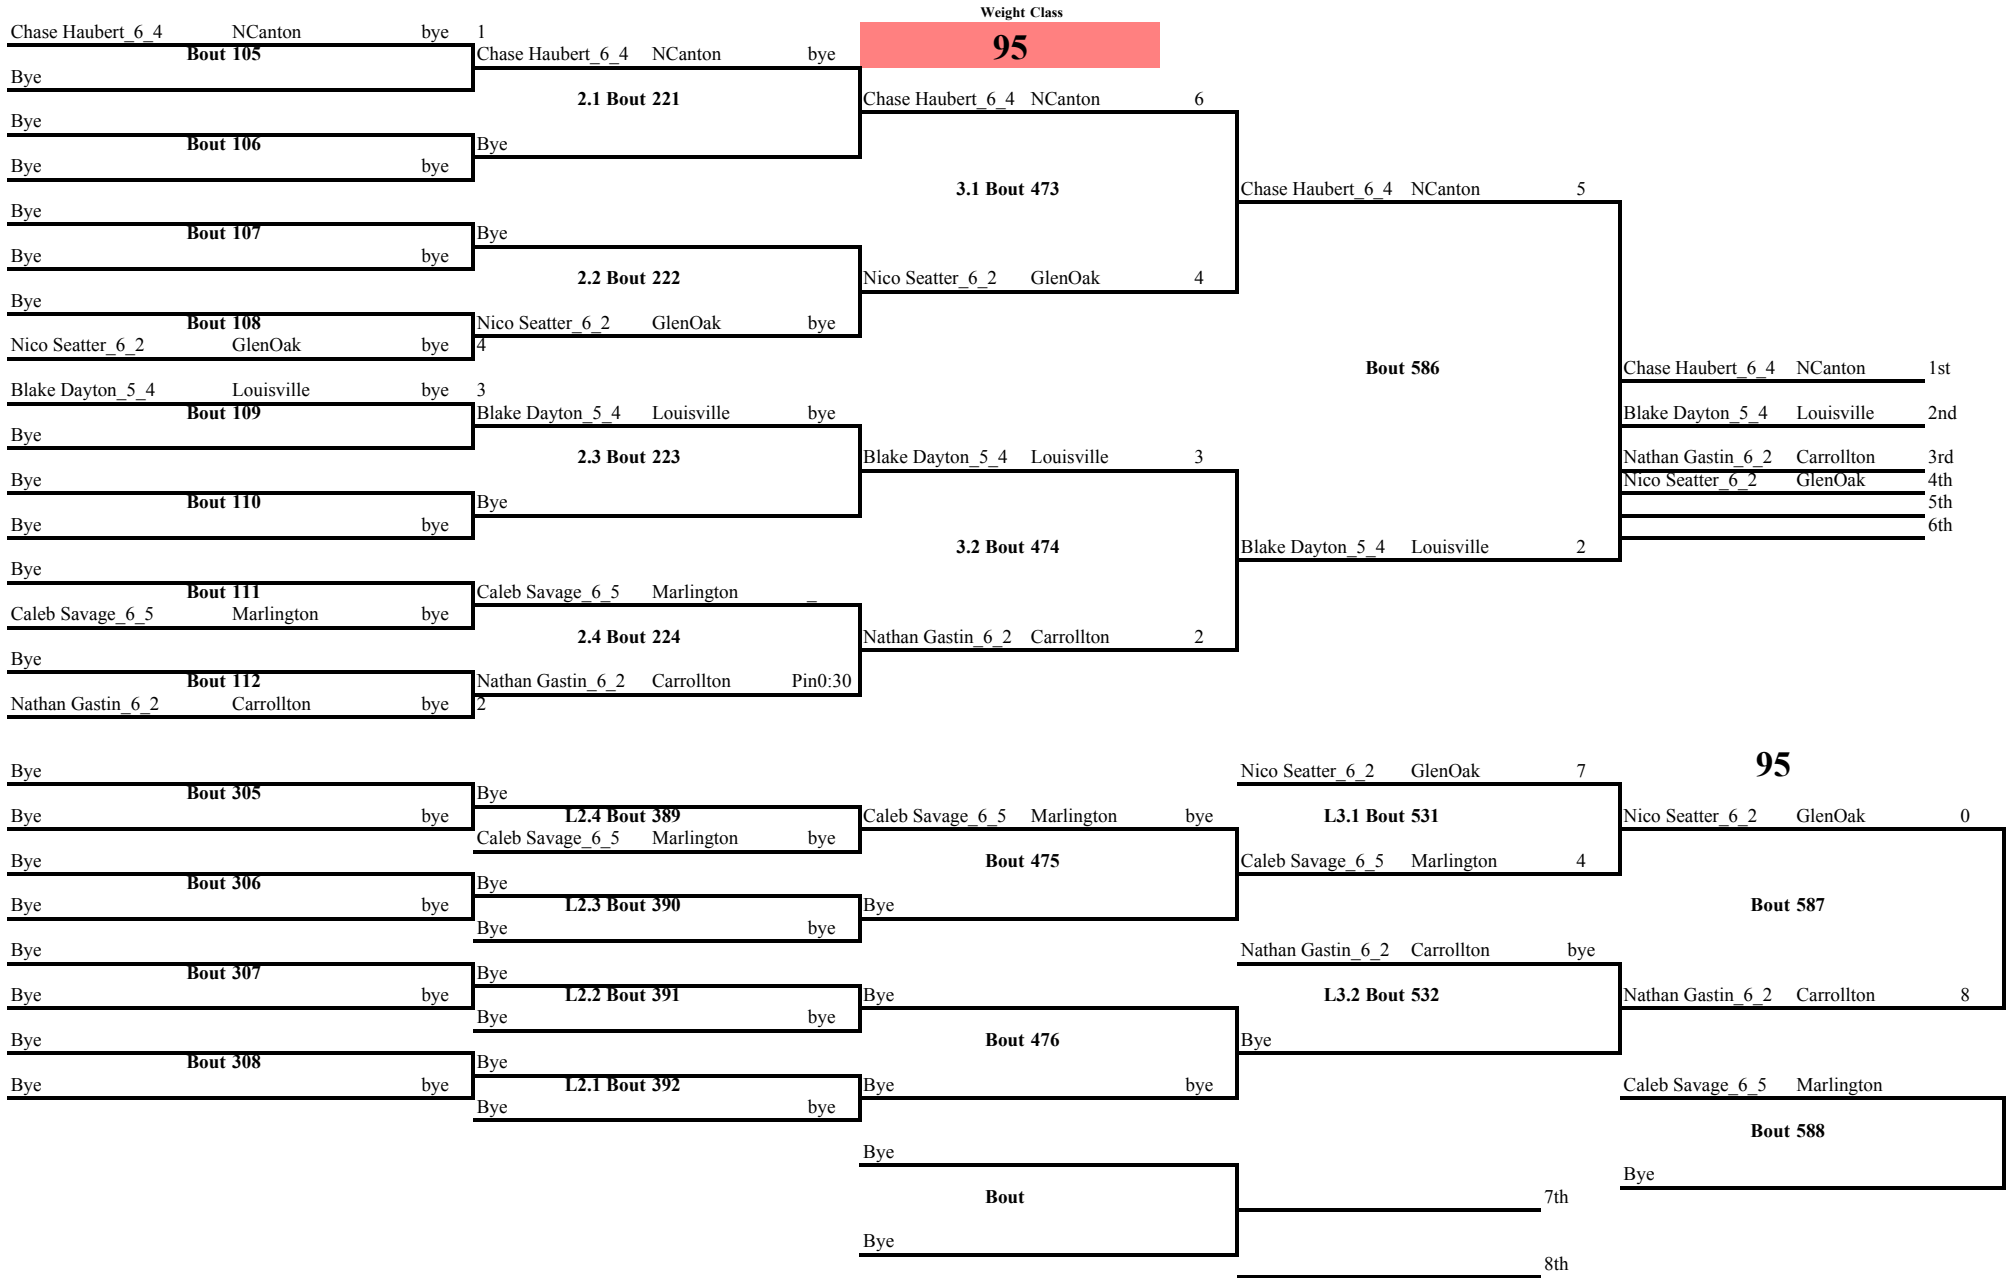 Weight Class
95
Chase Haubert_6_4 NCanton bye 1
Bout 105
Bye
Bye
Bout 106
Bye bye
Bye
Bout 107
Bye bye
Bye
Bout 108
Nico Seatter_6_2 GlenOak bye 4
Blake Dayton_5_4 Louisville bye 3
Bout 109
Bye
Bye
Bout 110
Bye bye
Bye
Bout 111
Caleb Savage_6_5 Marlington bye
Bye
Bout 112
Nathan Gastin_6_2 Carrollton bye 2
Chase Haubert_6_4 NCanton bye
2.1 Bout 221
Bye
Bye
2.2 Bout 222
Nico Seatter_6_2 GlenOak bye
Blake Dayton_5_4 Louisville bye
2.3 Bout 223
Bye
Caleb Savage_6_5 Marlington _
2.4 Bout 224
Nathan Gastin_6_2 Carrollton Pin0:30
Chase Haubert_6_4 NCanton 6
3.1 Bout 473
Nico Seatter_6_2 GlenOak 4
Blake Dayton_5_4 Louisville 3
3.2 Bout 474
Nathan Gastin_6_2 Carrollton 2
Chase Haubert_6_4 NCanton 5
Bout 586
Blake Dayton_5_4 Louisville 2
Chase Haubert_6_4 NCanton 1st
Blake Dayton_5_4 Louisville 2nd
Nathan Gastin_6_2 Carrollton 3rd
Nico Seatter_6_2 GlenOak 4th
5th
6th
Bye
Bout 305
Bye bye
Bye
Bout 306
Bye bye
Bye
Bout 307
Bye bye
Bye
Bout 308
Bye bye
Bye
L2.4 Bout 389
Caleb Savage_6_5 Marlington bye
Bye
L2.3 Bout 390
Bye bye
Bye
L2.2 Bout 391
Bye bye
Bye
L2.1 Bout 392
Bye bye
Caleb Savage_6_5 Marlington bye
Bout 475
Bye
Bye
Bout 476
Bye bye
Bye
Bout
Bye
Nico Seatter_6_2 GlenOak 7
L3.1 Bout 531
Caleb Savage_6_5 Marlington 4
Nathan Gastin_6_2 Carrollton bye
L3.2 Bout 532
Bye
7th
8th
95
Nico Seatter_6_2 GlenOak 0
Bout 587
Nathan Gastin_6_2 Carrollton 8
Caleb Savage_6_5 Marlington
Bout 588
Bye